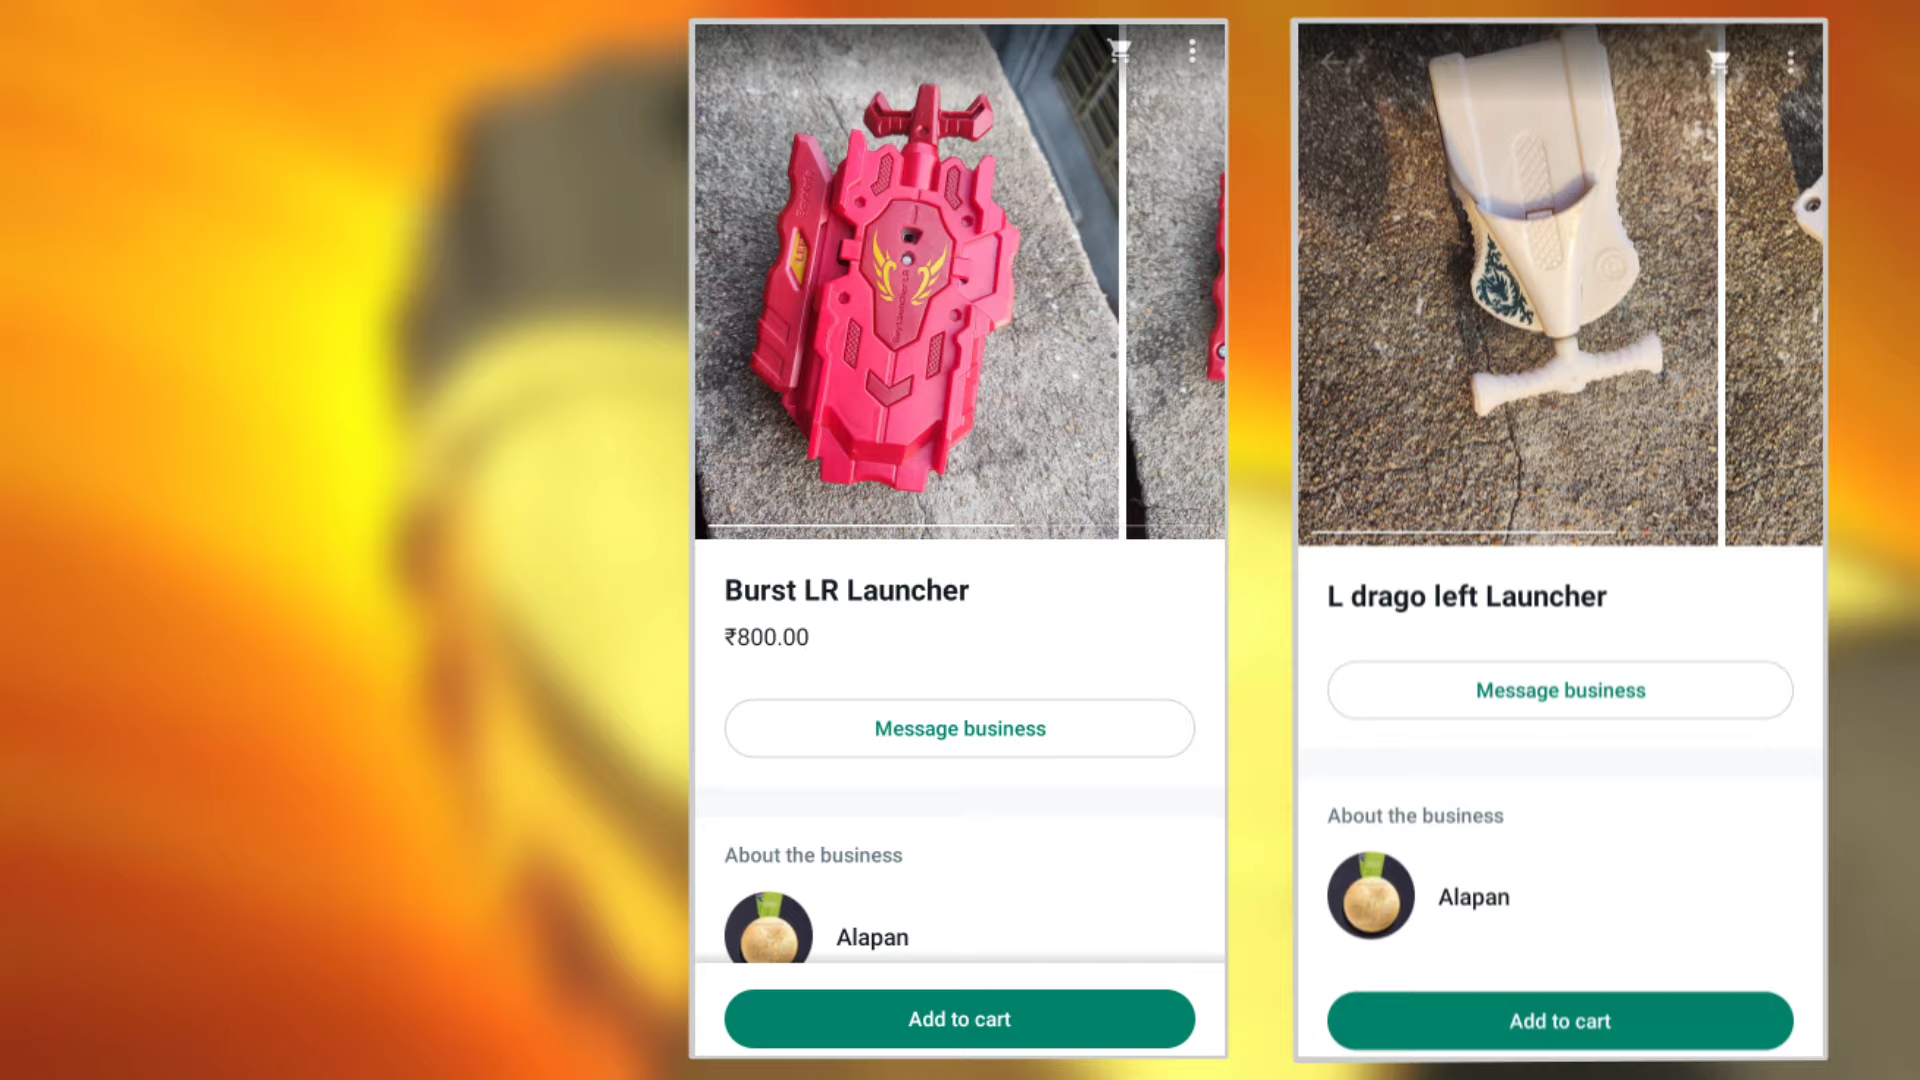 Burst LR Launcher
₹800.00
Message business
About the business
Alapan
Add to cart
L drago left Launcher
Message business
About the business
Alapan
Add to cart